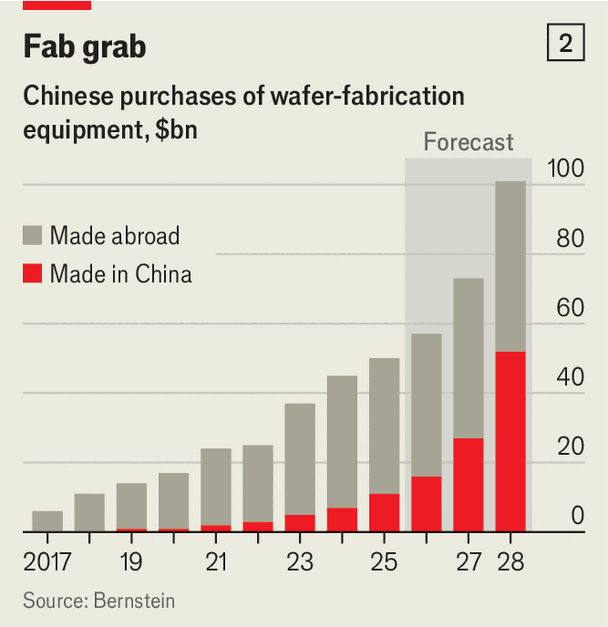 Fab grab
2
Chinese purchases of wafer-fabrication
equipment, $bn
Forecast
100
Made abroad
80
Made in China
60
40
20
0
2017 19 21 23 25 27 28
Source: Bernstein